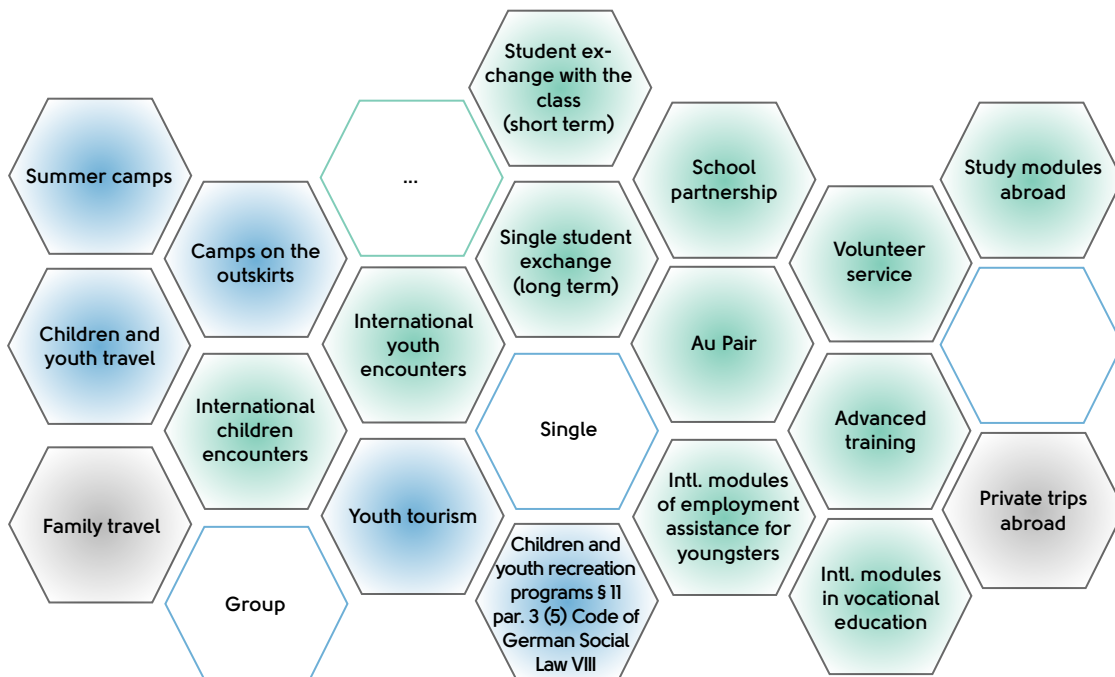 Student ex-
change with the
class
(short term)
Summer camps
...
School
partnership
Study modules
abroad
Camps on the
outskirts
Single student
exchange
(long term)
Volunteer
service
Children and
youth travel
International
youth
encounters
Au Pair
International
children
encounters
Single
Advanced
training
Family travel
Youth tourism
Intl. modules
of employment
assistance for
youngsters
Private trips
abroad
Group
Children and
youth recreation
programs § 11
par. 3 (5) Code of
German Social
Law VIII
Intl. modules
in vocational
education